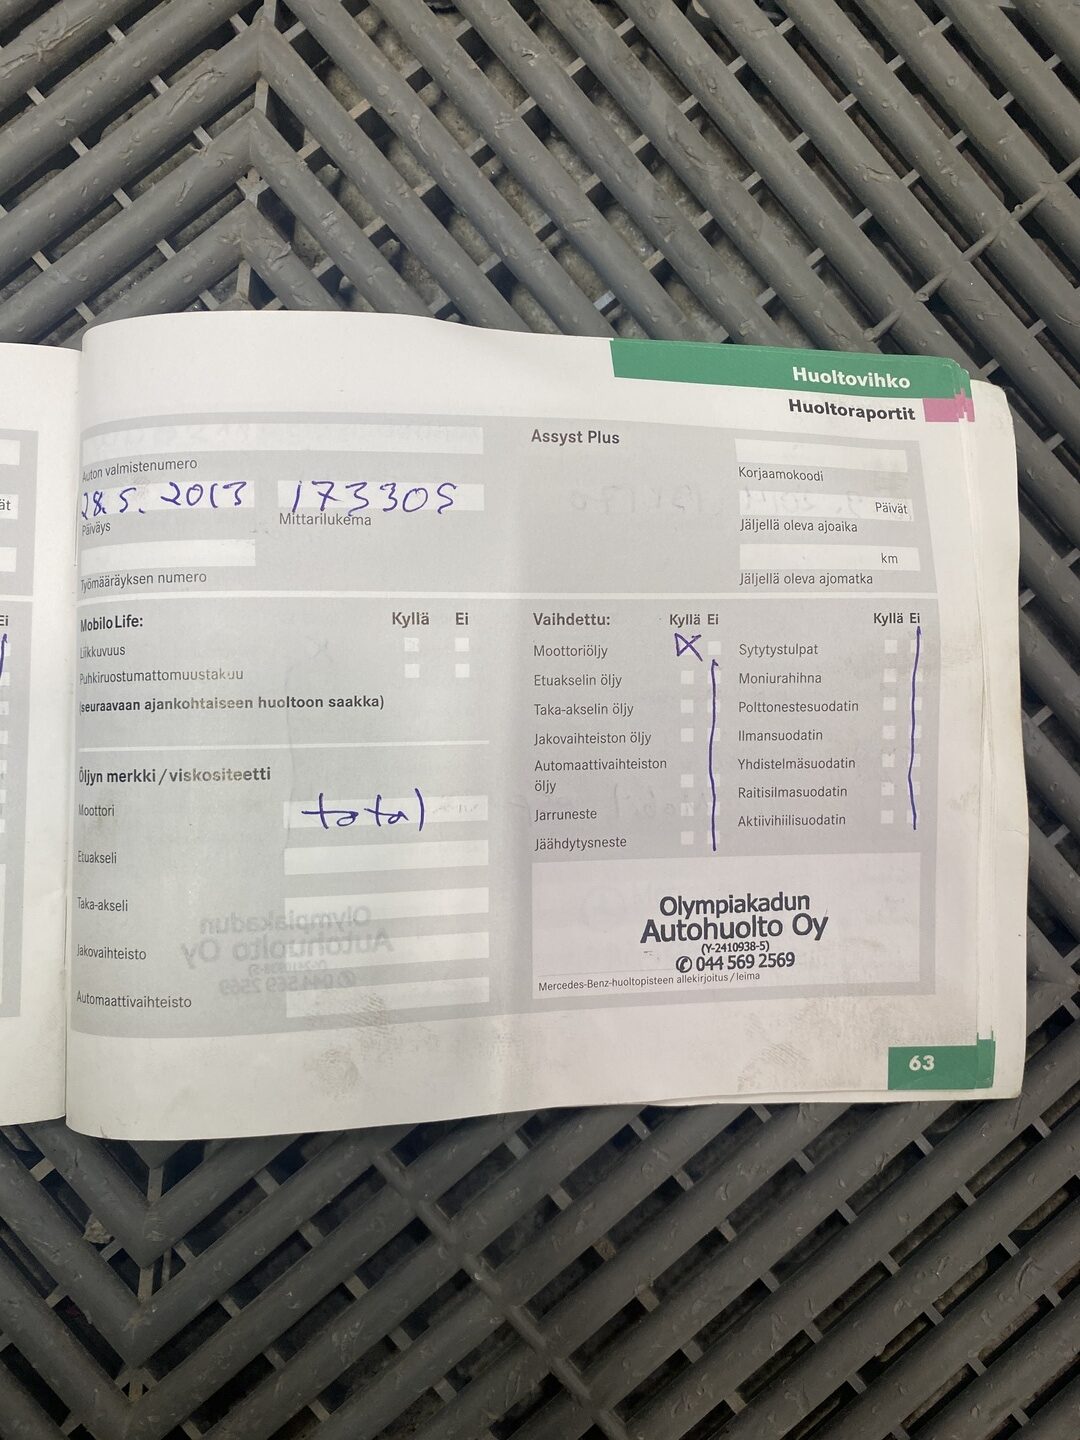 Huoltovihko
Huoltoraportit
Auton valmistenumero
28.5. 2013
Päiväys
173305
Mittarilukema
Työmääräyksen numero
Assyst Plus
Korjaamokoodi
Päivät
Jäljellä oleva ajoaika
km
Jäljellä oleva ajomatka
MobiloLife: Kyllä Ei
Liikkuvuus
Puhkiruostumattomuustakuu
(seuraavaan ajankohtaiseen huoltoon saakka)
Öljyn merkki/viskositeetti
Moottori total
Etuakseli
Taka-akseli
Jakovaihteisto
Automaattivaihteisto
Vaihdettu: Kyllä Ei
Moottoriöljy X
Etuakselin öljy
Taka-akselin öljy
Jakovaihteiston öljy
Automaattivaihteiston
öljy
Jarruneste
Jäähdytysneste
Kyllä Ei
Sytytystulpat
Moniurahihna
Polttonestesuodatin
Ilmansuodatin
Yhdistelmäsuodatin
Raitisilmasuodatin
Aktiivihiilisuodatin
Olympiakadun
Autohuolto Oy
(Y-2410938-5)
✆ 044 569 2569
Mercedes-Benz-huoltopisteen allekirjoitus/leima
63
ät
Ei